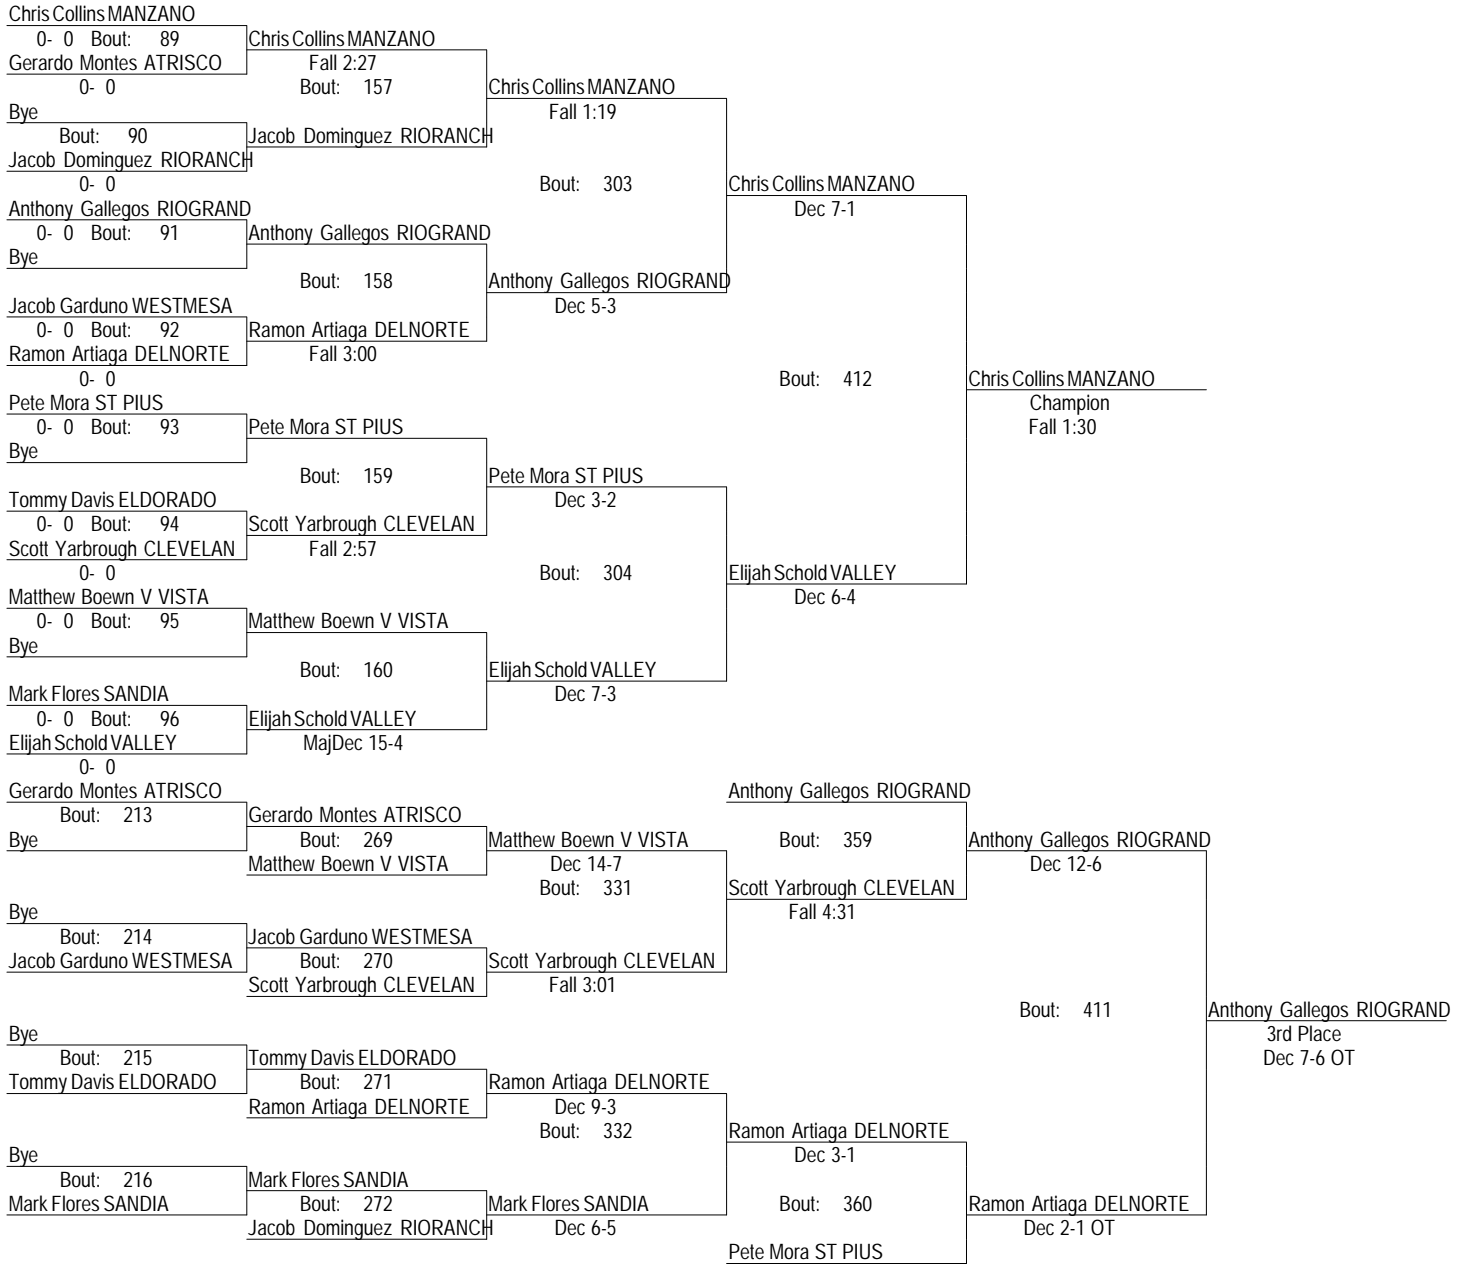 Chris Collins MANZANO
0- 0 Bout: 89 Chris Collins MANZANO
Gerardo Montes ATRISCO Fall 2:27
0- 0 Bout: 157 Chris Collins MANZANO
Bye Fall 1:19
Bout: 90 Jacob Dominguez RIORANCH
Jacob Dominguez RIORANCH
0- 0 Bout: 303 Chris Collins MANZANO
Anthony Gallegos RIOGRAND Dec 7-1
0- 0 Bout: 91 Anthony Gallegos RIOGRAND
Bye
Bout: 158 Anthony Gallegos RIOGRAND
Jacob Garduno WESTMESA Dec 5-3
0- 0 Bout: 92 Ramon Artiaga DELNORTE
Ramon Artiaga DELNORTE Fall 3:00
0- 0 Bout: 412 Chris Collins MANZANO
Pete Mora ST PIUS Champion
0- 0 Bout: 93 Pete Mora ST PIUS Fall 1:30
Bye
Bout: 159 Pete Mora ST PIUS
Tommy Davis ELDORADO Dec 3-2
0- 0 Bout: 94 Scott Yarbrough CLEVELAN
Scott Yarbrough CLEVELAN Fall 2:57
0- 0 Bout: 304 Elijah Schold VALLEY
Matthew Boewn V VISTA Dec 6-4
0- 0 Bout: 95 Matthew Boewn V VISTA
Bye
Bout: 160 Elijah Schold VALLEY
Mark Flores SANDIA Dec 7-3
0- 0 Bout: 96 Elijah Schold VALLEY
Elijah Schold VALLEY MajDec 15-4
0- 0
Gerardo Montes ATRISCO Anthony Gallegos RIOGRAND
Bout: 213 Gerardo Montes ATRISCO
Bye Bout: 269 Matthew Boewn V VISTA Bout: 359 Anthony Gallegos RIOGRAND
Matthew Boewn V VISTA Dec 14-7 Dec 12-6
Bout: 331 Scott Yarbrough CLEVELAN
Bye Fall 4:31
Bout: 214 Jacob Garduno WESTMESA
Jacob Garduno WESTMESA Bout: 270 Scott Yarbrough CLEVELAN
Scott Yarbrough CLEVELAN Fall 3:01
Bout: 411 Anthony Gallegos RIOGRAND
Bye 3rd Place
Bout: 215 Tommy Davis ELDORADO Dec 7-6 OT
Tommy Davis ELDORADO Bout: 271 Ramon Artiaga DELNORTE
Ramon Artiaga DELNORTE Dec 9-3
Bout: 332 Ramon Artiaga DELNORTE
Bye Dec 3-1
Bout: 216 Mark Flores SANDIA
Mark Flores SANDIA Bout: 272 Mark Flores SANDIA Bout: 360 Ramon Artiaga DELNORTE
Jacob Dominguez RIORANCH Dec 6-5 Dec 2-1 OT
Pete Mora ST PIUS